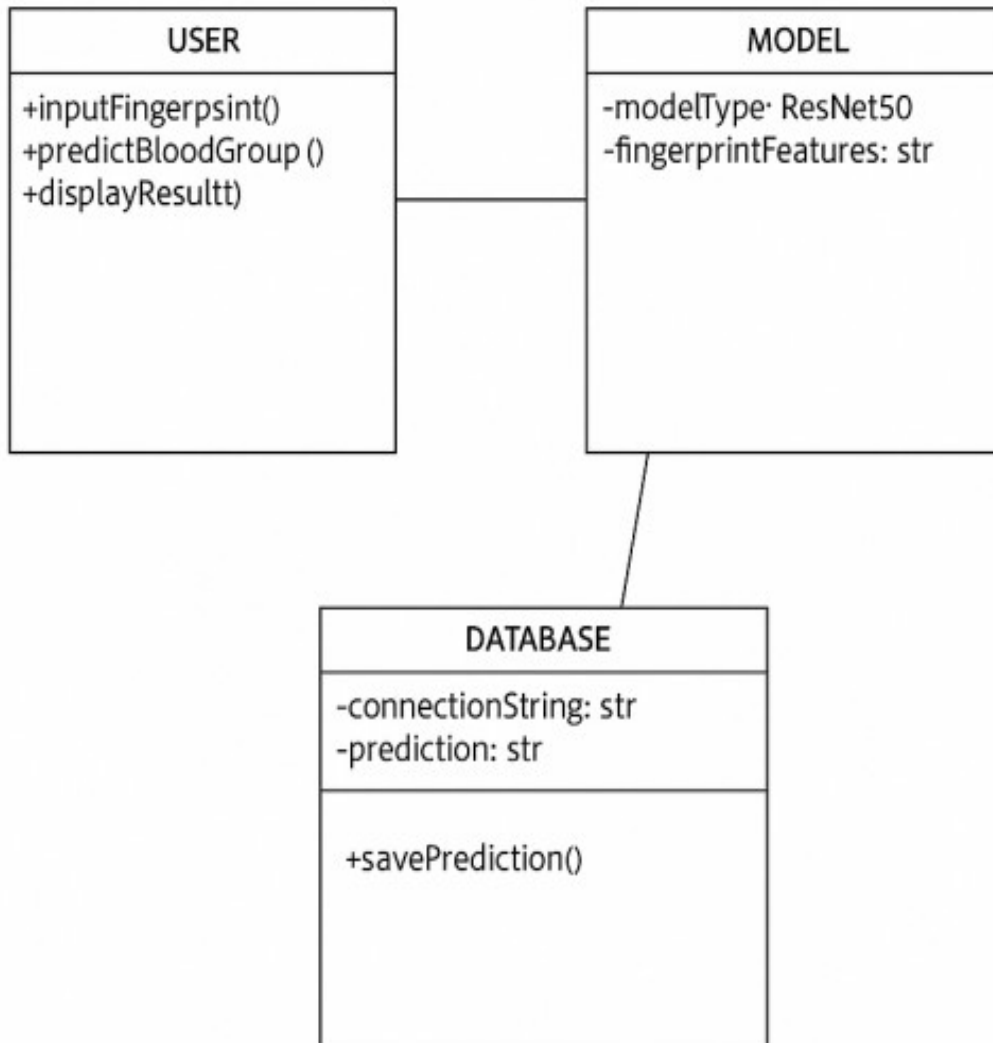 USER
+inputFingerpsint()
+predictBloodGroup ()
+displayResultt)
MODEL
-modelType· ResNet50
-fingerprintFeatures: str
DATABASE
-connectionString: str
-prediction: str
+savePrediction()